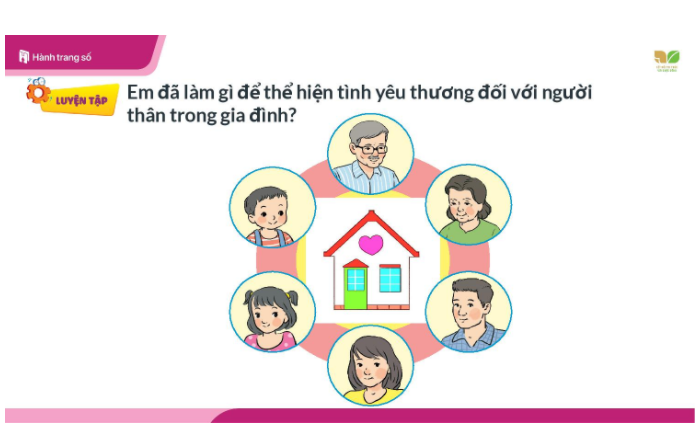 Hành trang số
LUYỆN TẬP
Em đã làm gì để thể hiện tình yêu thương đối với người
thân trong gia đình?